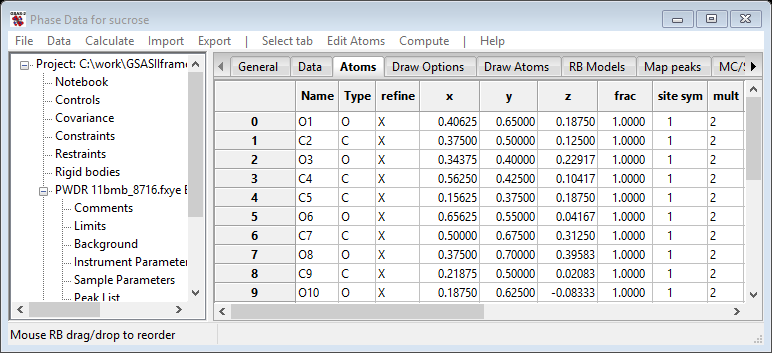 Phase Data for sucrose
File Data Calculate Import Export | Select tab Edit Atoms Compute | Help
Project: C:\work\GSASIIframe
Notebook
Controls
Covariance
Constraints
Restraints
Rigid bodies
PWDR 11bmb_8716.fxye
Comments
Limits
Background
Instrument Parameter
Sample Parameters
Peak List
General Data Atoms Draw Options Draw Atoms RB Models Map peaks MC/
Name Type refine x y z frac site sym mult
0 O1 O X 0.40625 0.65000 0.18750 1.0000 1 2
1 C2 C X 0.37500 0.50000 0.12500 1.0000 1 2
2 O3 O X 0.34375 0.40000 0.22917 1.0000 1 2
3 C4 C X 0.56250 0.42500 0.10417 1.0000 1 2
4 C5 C X 0.15625 0.37500 0.18750 1.0000 1 2
5 O6 O X 0.65625 0.55000 0.04167 1.0000 1 2
6 C7 C X 0.50000 0.67500 0.31250 1.0000 1 2
7 O8 O X 0.37500 0.70000 0.39583 1.0000 1 2
8 C9 C X 0.21875 0.50000 0.02083 1.0000 1 2
9 O10 O X 0.18750 0.62500 -0.08333 1.0000 1 2
Mouse RB drag/drop to reorder